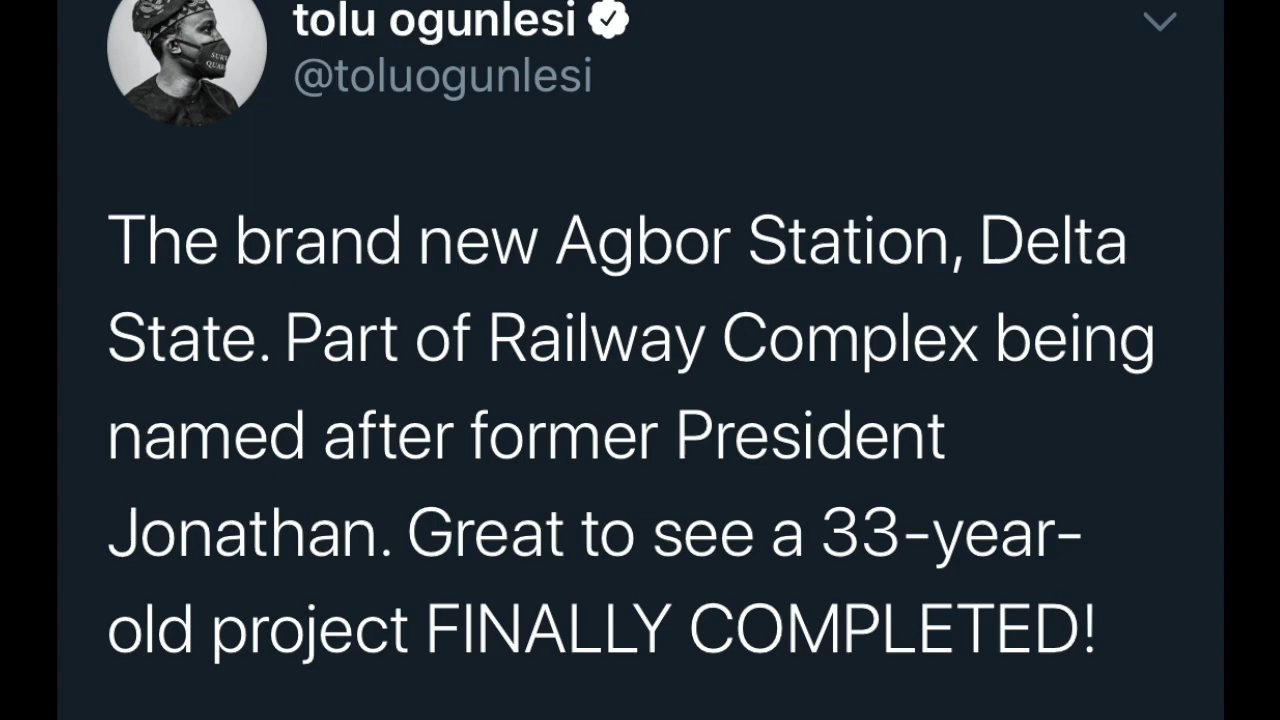 tolu ogunlesi
@toluogunlesi
The brand new Agbor Station, Delta
State. Part of Railway Complex being
named after former President
Jonathan. Great to see a 33-year-
old project FINALLY COMPLETED!